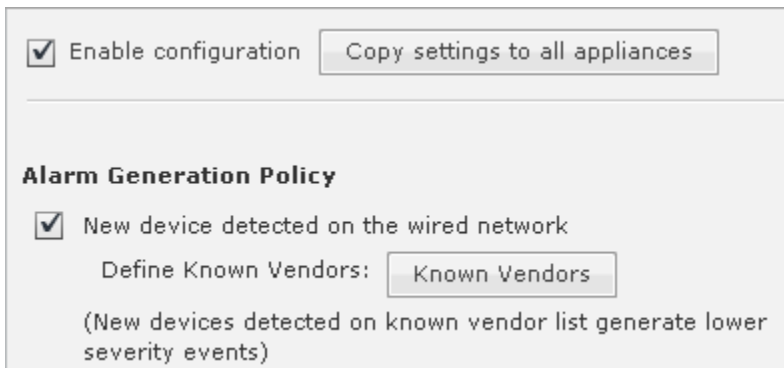 Enable configuration Copy settings to all appliances
Alarm Generation Policy
New device detected on the wired network
Define Known Vendors: Known Vendors
(New devices detected on known vendor list generate lower
severity events)